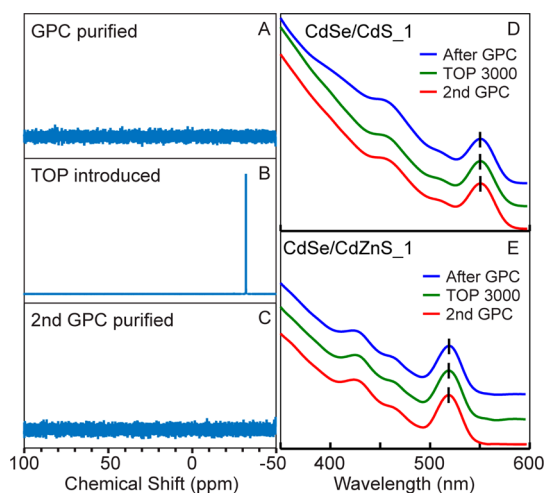 GPC purified A
TOP introduced B
2nd GPC purified C
100 50 0 -50
Chemical Shift (ppm)
CdSe/CdS_1 D
After GPC
TOP 3000
2nd GPC
CdSe/CdZnS_1 E
After GPC
TOP 3000
2nd GPC
400 500 600
Wavelength (nm)